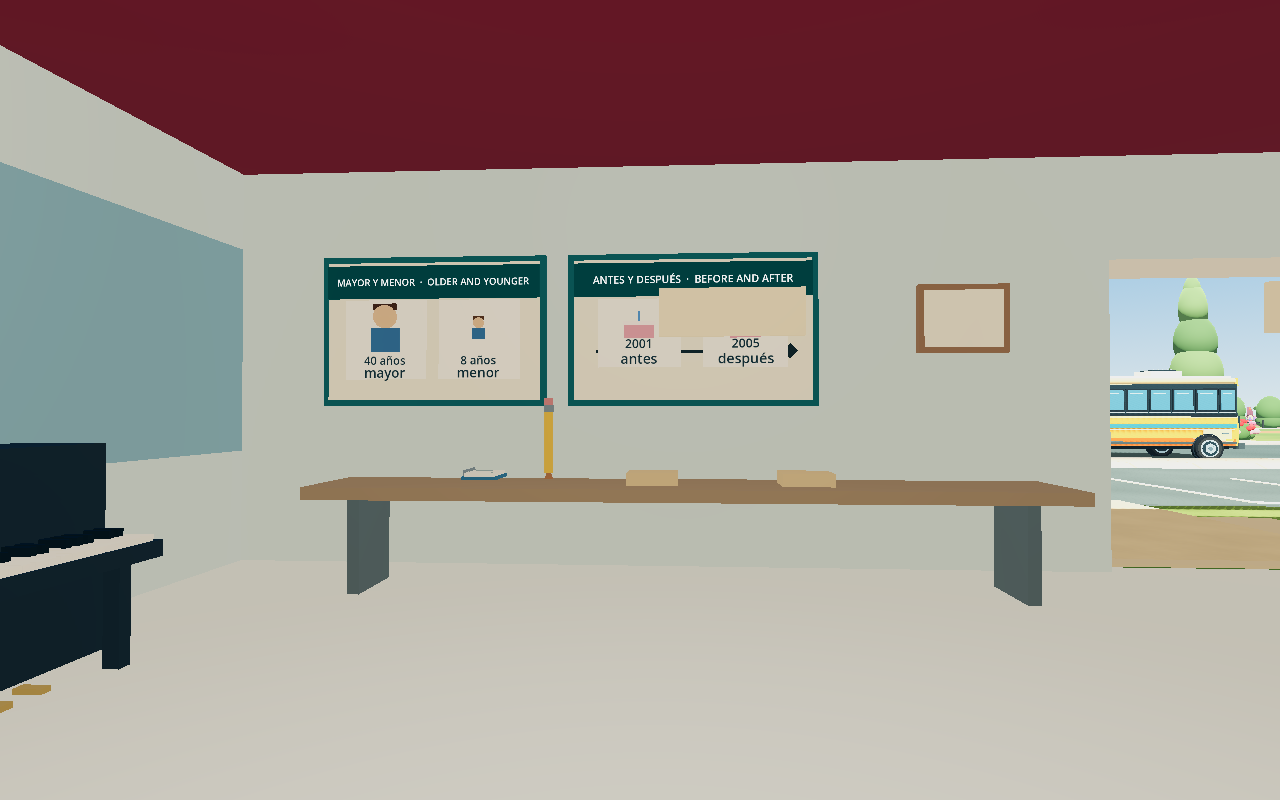 MAYOR Y MENOR · OLDER AND YOUNGER
40 años
mayor
8 años
menor
ANTES Y DESPUÉS · BEFORE AND AFTER
2001
antes
2005
después